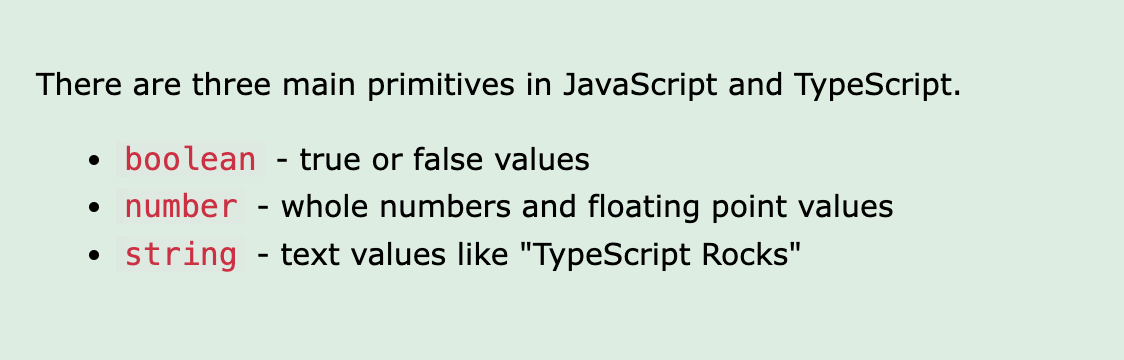 There are three main primitives in JavaScript and TypeScript.
• boolean - true or false values
• number - whole numbers and floating point values
• string - text values like "TypeScript Rocks"